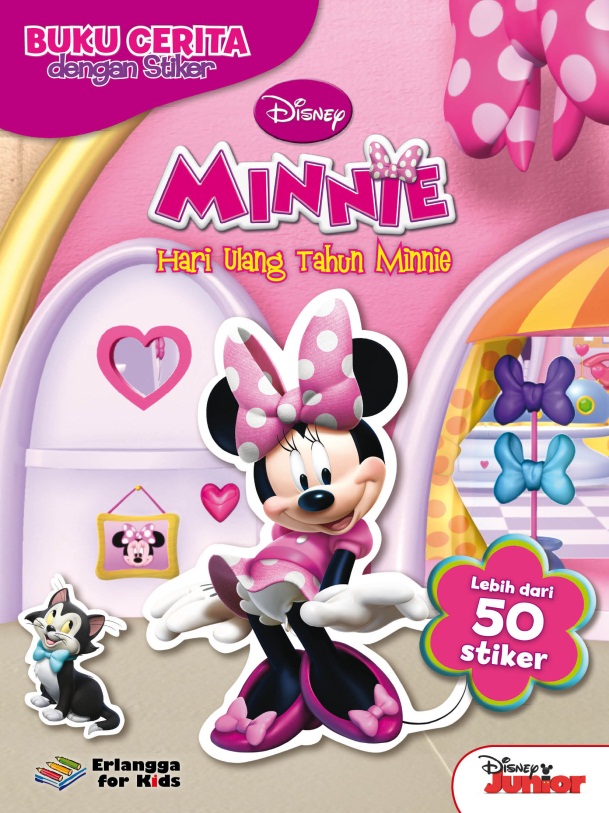 BUKU CERITA
dengan Stiker
Disney
MINNIE
Hari Ulang Tahun Minnie
Lebih dari
50
stiker
Erlangga
for Kids
Disney
Junior